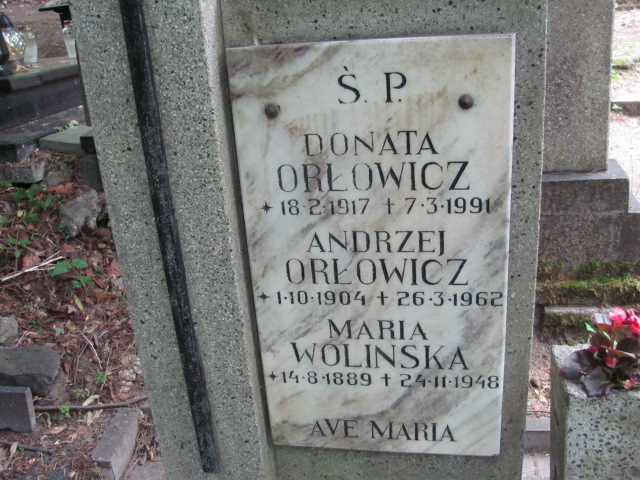 Ś. P.
DONATA
ORŁOWICZ
* 18·2·1917 + 7·3·1991
ANDRZEJ
ORŁOWICZ
* 1·10·1904 + 26·3·1962
MARIA
WOLIŃSKA
* 14·8·1889 + 24·11·1948
AVE MARIA